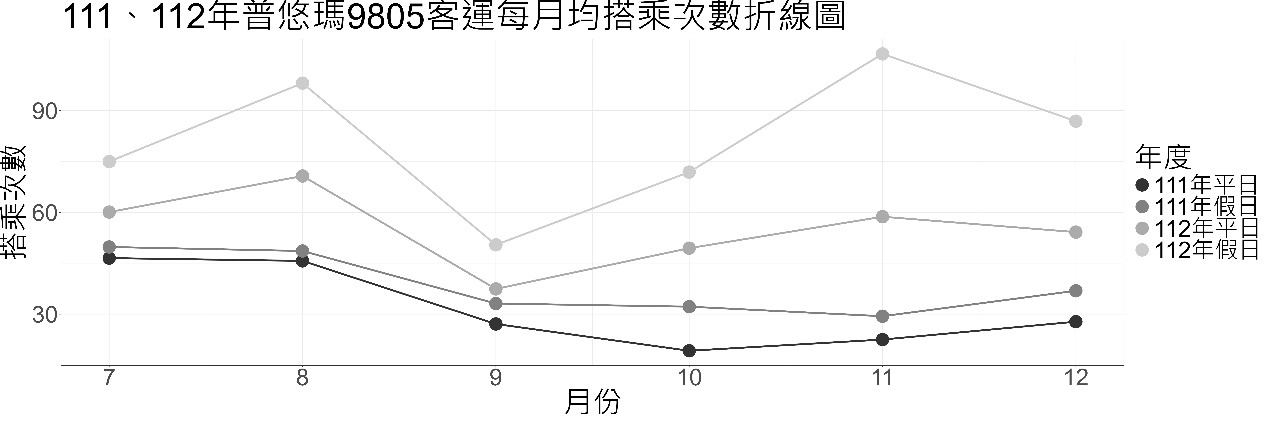 111、112年普悠瑪9805客運每月均搭乘次數折線圖
90
60
30
搭乘次數
7 8 9 10 11 12
月份
年度
111年平日
111年假日
112年平日
112年假日